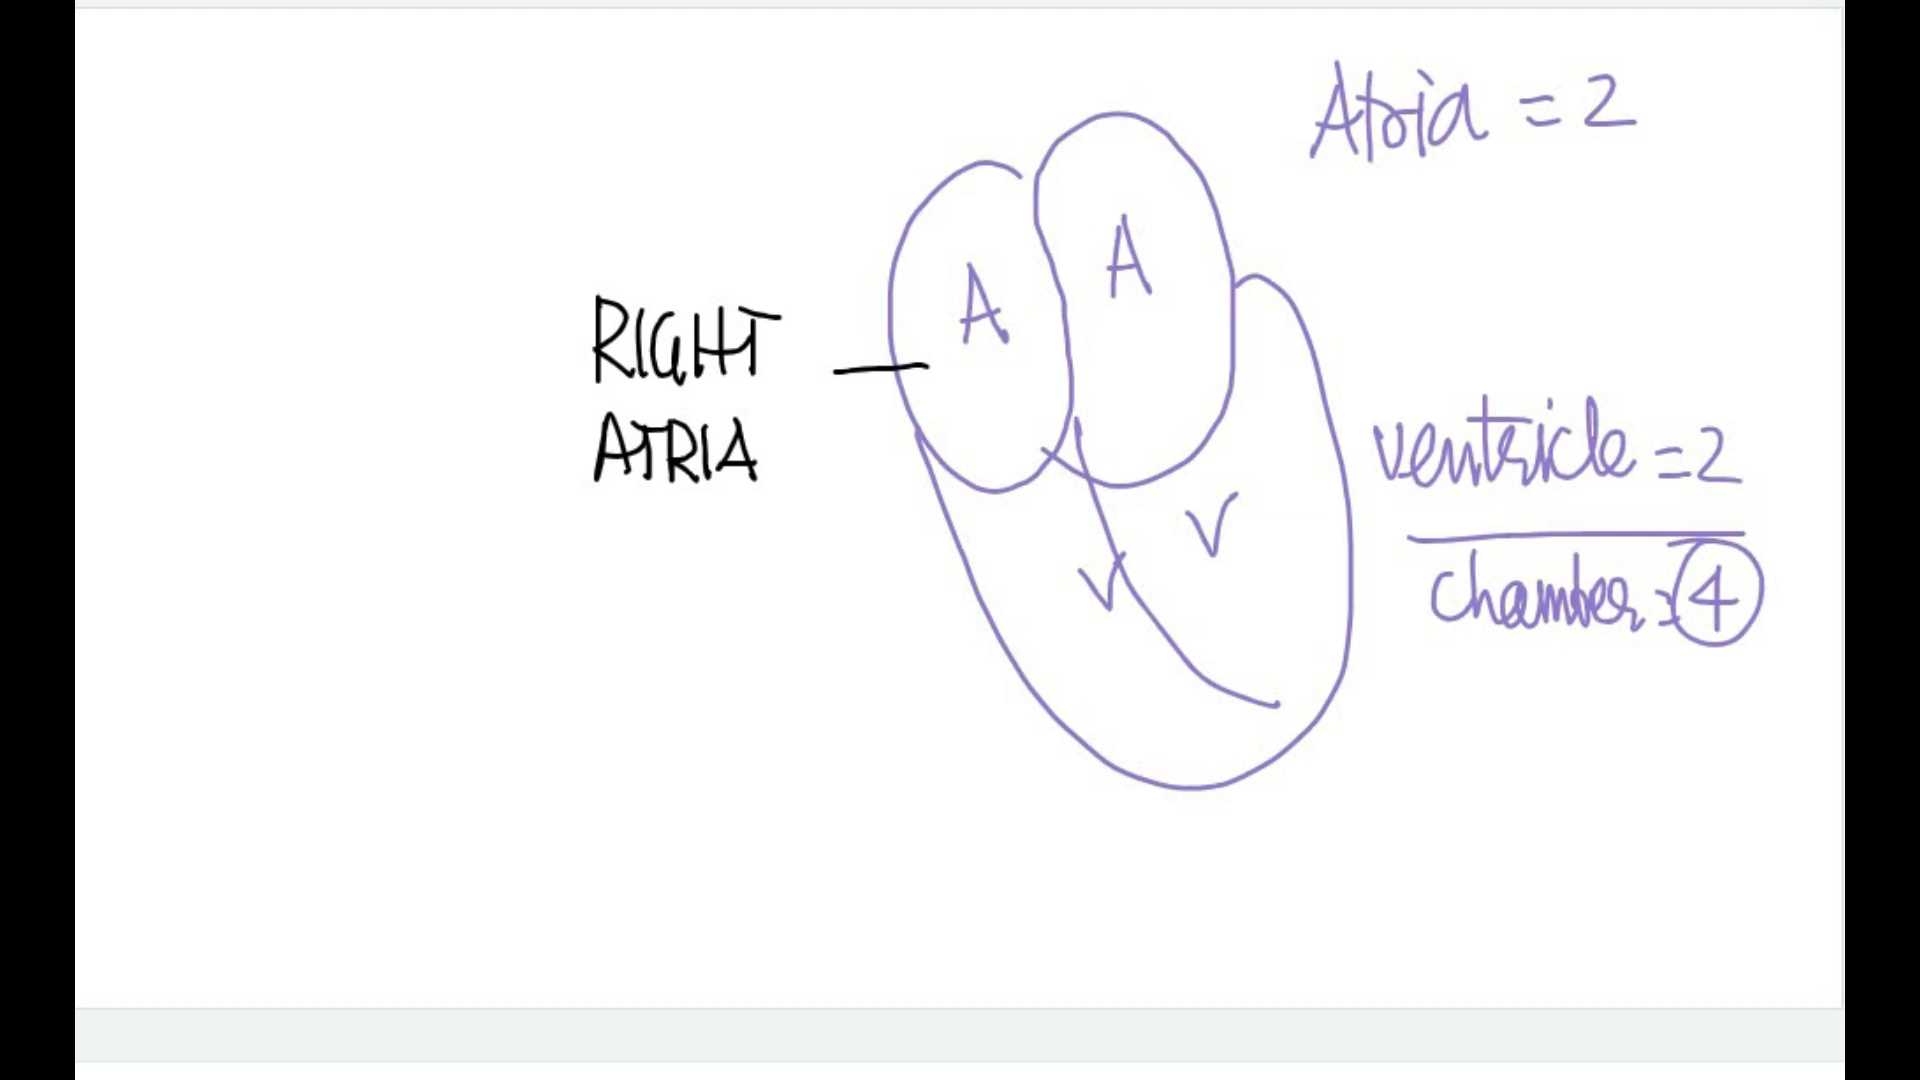 Atria = 2
A
A
RIGHT
ATRIA
ventricle = 2
V
V
chamber = 4